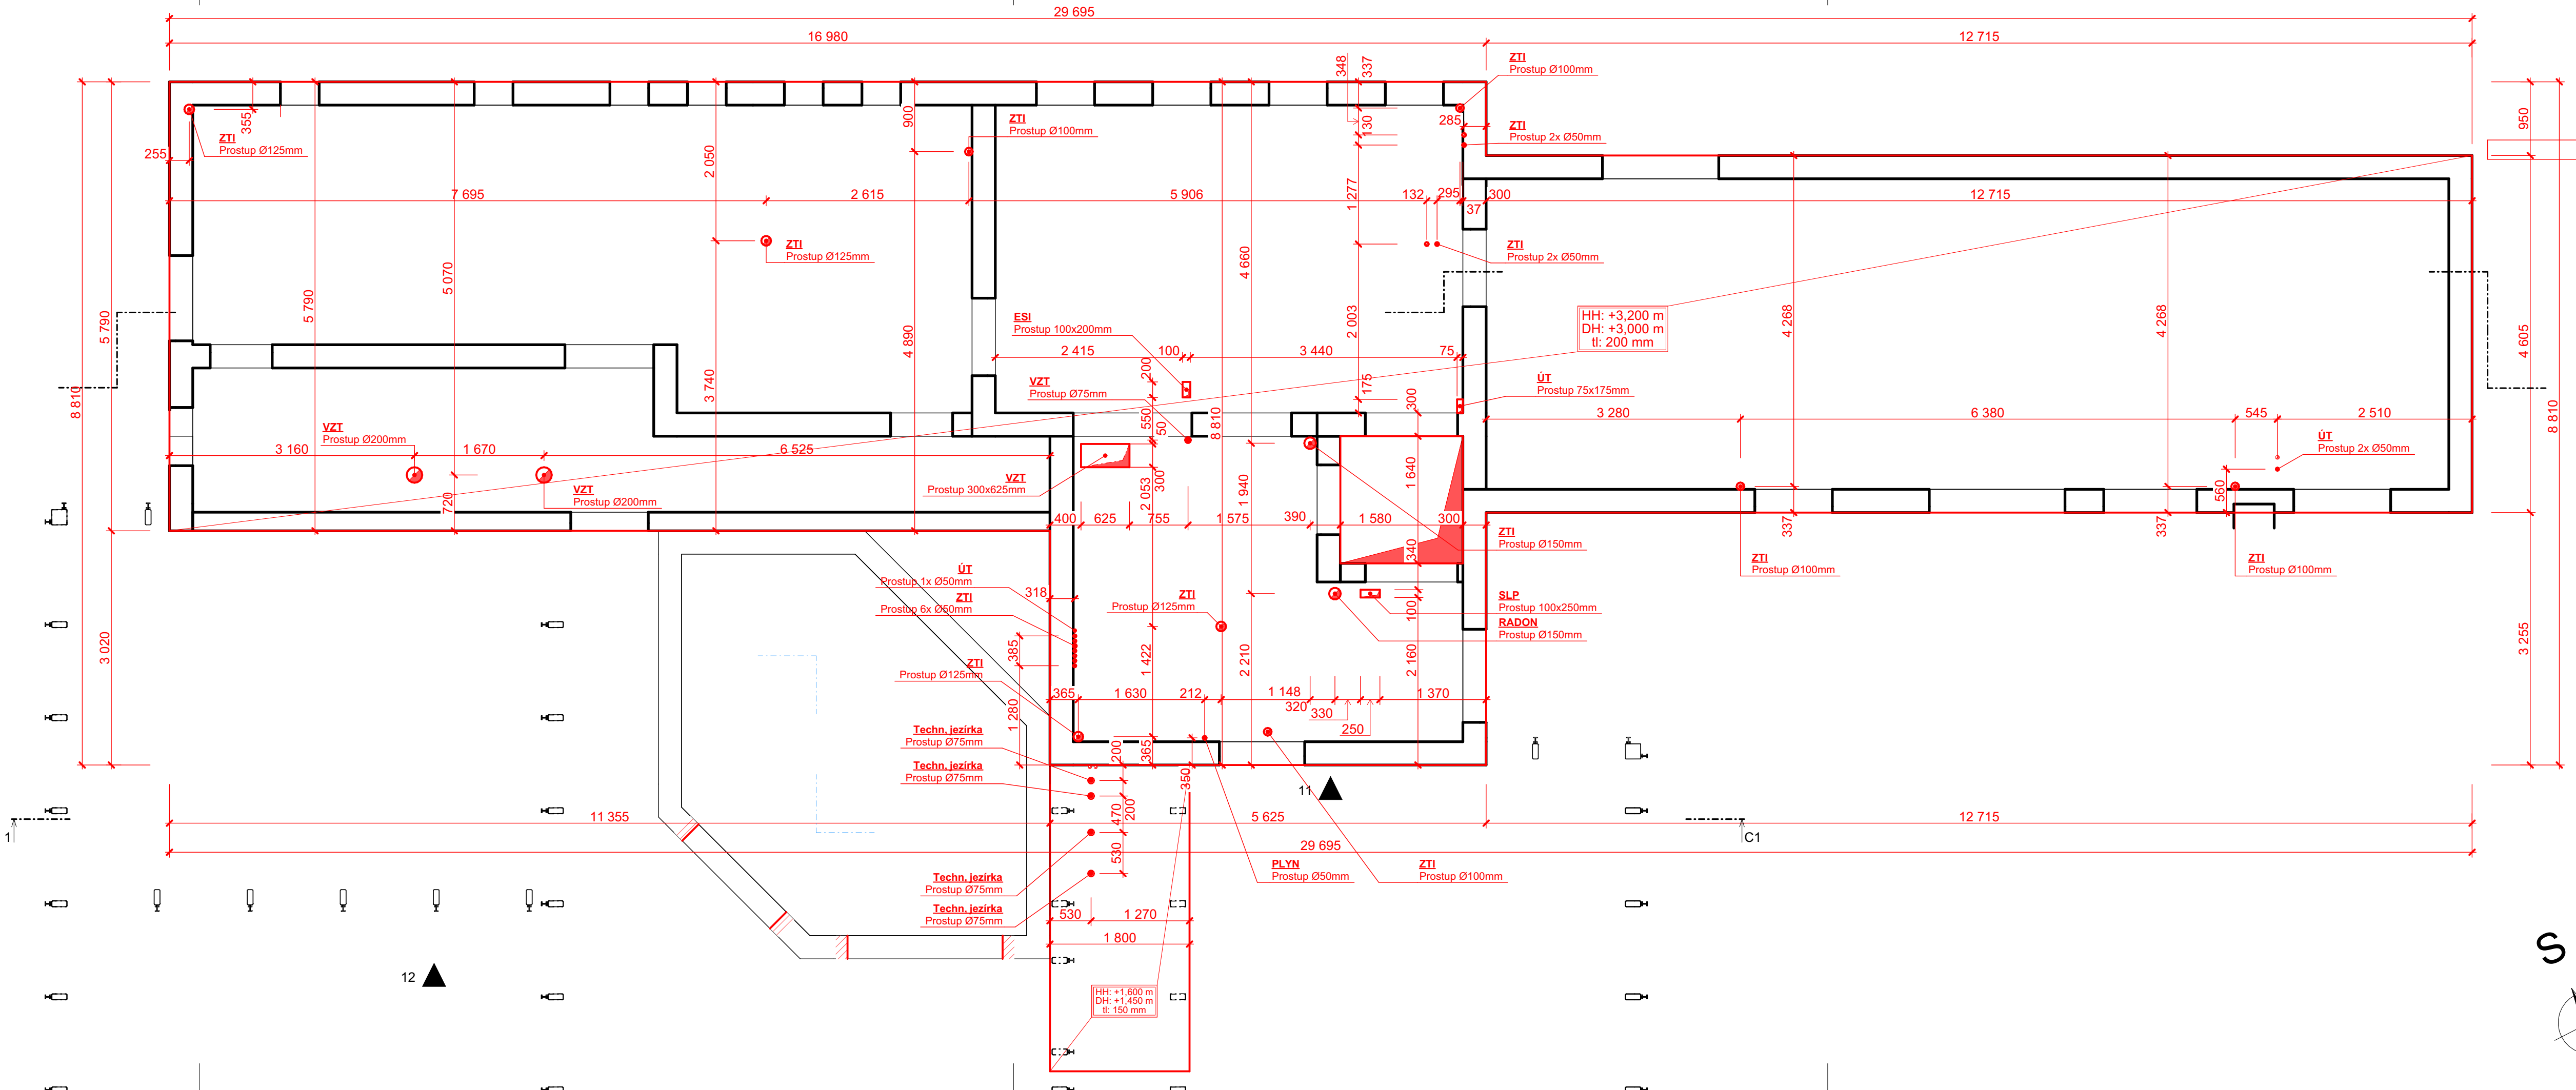 29 695
16 980
12 715
348
337
ZTI
Prostup Ø100mm
ZTI
Prostup Ø125mm
355
255
900
ZTI
Prostup Ø100mm
130
285
ZTI
Prostup 2x Ø50mm
950
2 050
7 695
2 615
5 906
1 277
132
295
37
300
12 715
ZTI
Prostup Ø125mm
ZTI
Prostup 2x Ø50mm
5 790
5 790
5 070
4 660
2 003
4 268
4 268
4 605
HH: +3,200 m
DH: +3,000 m
tl: 200 mm
ESI
Prostup 100x200mm
4 890
2 415
100
3 440
75
200
175
VZT
Prostup Ø75mm
ÚT
Prostup 75x175mm
8 810
3 740
550
50
8 810
300
3 280
6 380
545
2 510
8 810
VZT
Prostup Ø200mm
ÚT
Prostup 2x Ø50mm
3 160
1 670
6 525
1 640
VZT
Prostup Ø200mm
720
VZT
Prostup 300x625mm
2 053
300
1 940
560
400
625
755
1 575
390
1 580
300
337
337
ZTI
Prostup Ø150mm
340
ZTI
Prostup Ø100mm
ZTI
Prostup Ø100mm
ÚT
Prostup 1x Ø50mm
ZTI
Prostup 6x Ø50mm
318
ZTI
Prostup Ø125mm
100
SLP
Prostup 100x250mm
RADON
Prostup Ø150mm
3 020
385
1 422
2 210
2 160
3 255
ZTI
Prostup Ø125mm
365
1 630
212
1 148
320
330
250
1 370
1 280
Techn. jezírka
Prostup Ø75mm
Techn. jezírka
Prostup Ø75mm
200
365
350
11
470
200
11 355
5 625
12 715
1
C1
29 695
530
PLYN
Prostup Ø50mm
ZTI
Prostup Ø100mm
Techn. jezírka
Prostup Ø75mm
Techn. jezírka
Prostup Ø75mm
530
1 270
1 800
12
HH: +1,600 m
DH: +1,450 m
tl: 150 mm
S